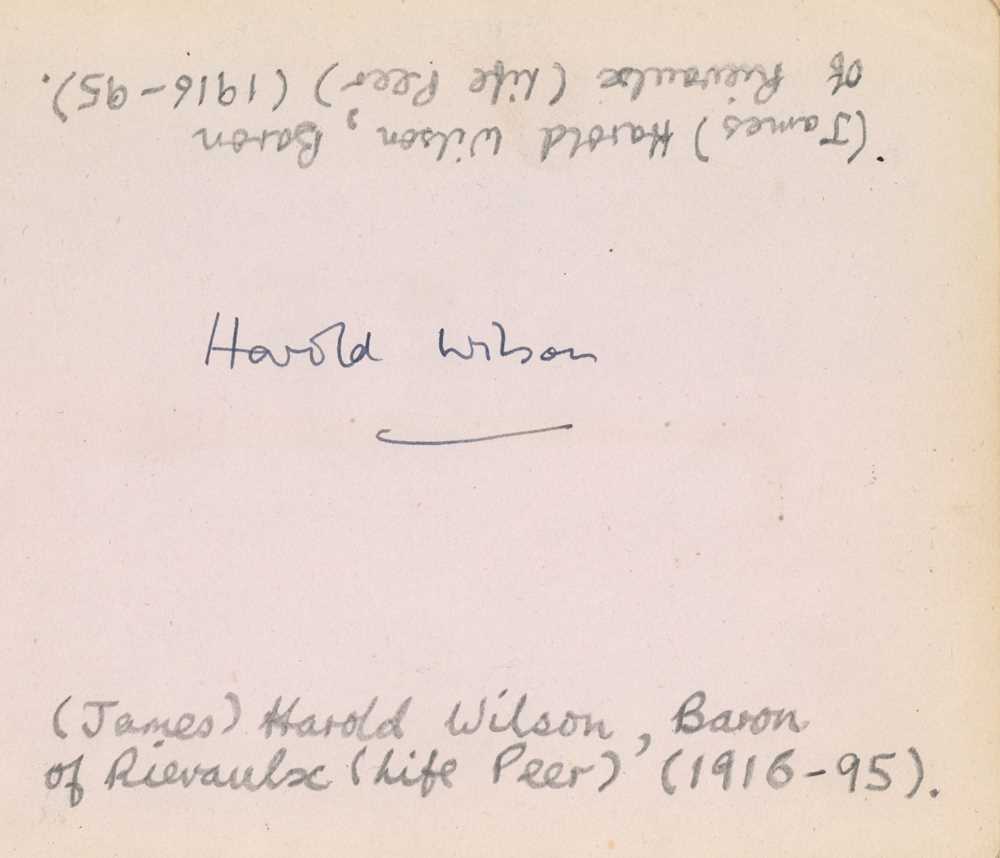 (James) Harold Wilson, Baron
of Rievaulx (Life Peer) (1916-95).
Harold Wilson
(James) Harold Wilson, Baron
of Rievaulx (Life Peer) (1916-95).